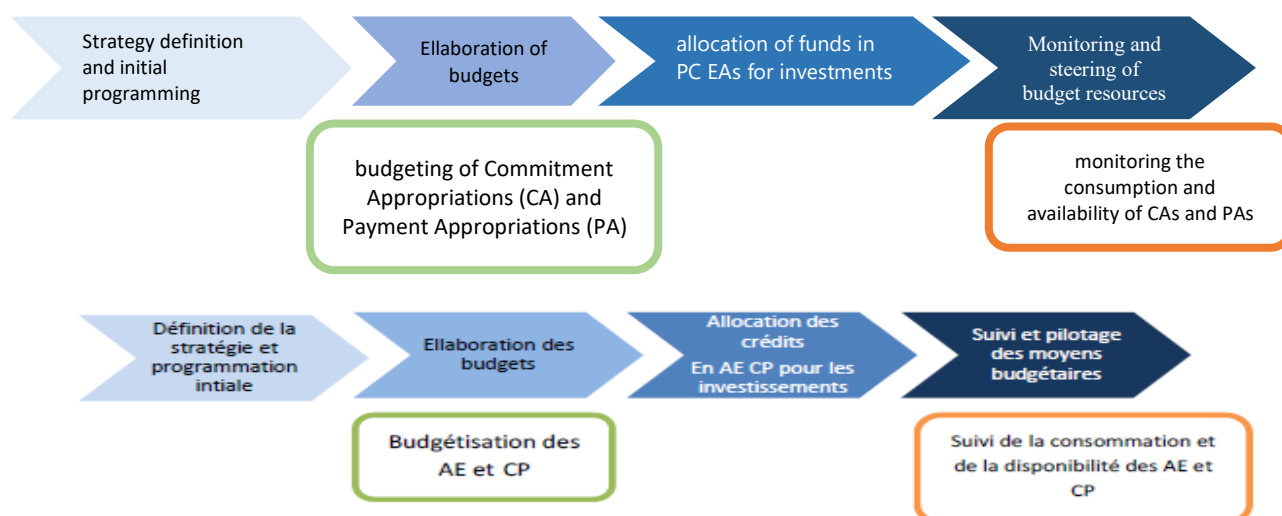 Strategy definition
and initial
programming
Ellaboration of
budgets
allocation of funds in
PC EAs for investments
Monitoring and
steering of
budget resources
budgeting of Commitment
Appropriations (CA) and
Payment Appropriations (PA)
monitoring the
consumption and
availability of CAs and PAs
Définition de la
stratégie et
programmation
intiale
Ellaboration des
budgets
Allocation des
crédits
En AE CP pour les
investissements
Suivi et pilotage
des moyens
budgétaires
Budgétisation des
AE et CP
Suivi de la consommation et
de la disponibilité des AE et
CP